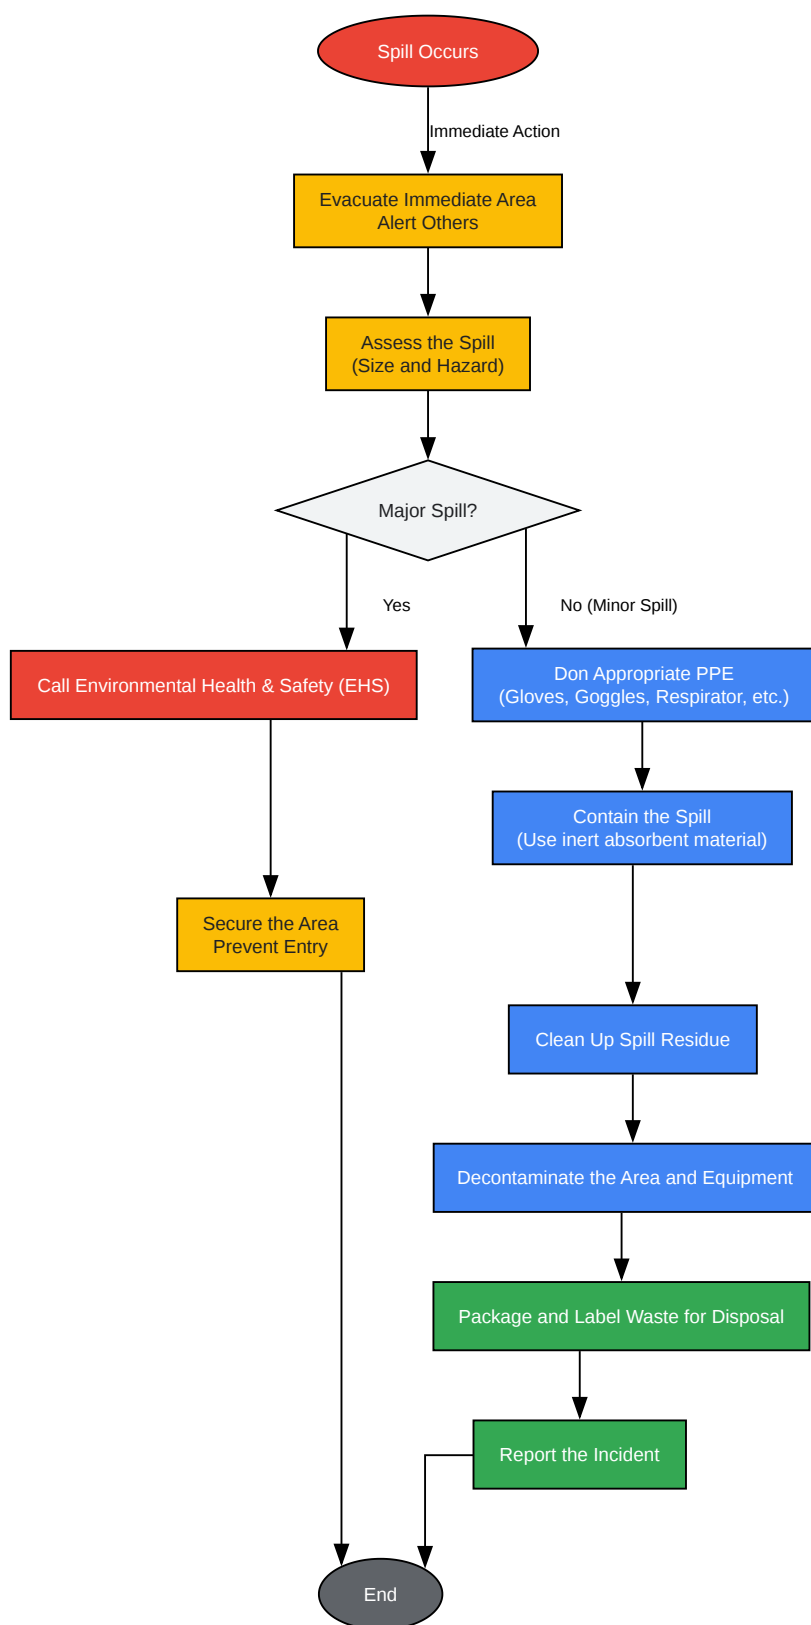 Spill Occurs
Immediate Action
Evacuate Immediate Area
Alert Others
Assess the Spill
(Size and Hazard)
Major Spill?
Yes
No (Minor Spill)
Call Environmental Health & Safety (EHS)
Don Appropriate PPE
(Gloves, Goggles, Respirator, etc.)
Contain the Spill
(Use inert absorbent material)
Secure the Area
Prevent Entry
Clean Up Spill Residue
Decontaminate the Area and Equipment
Package and Label Waste for Disposal
Report the Incident
End